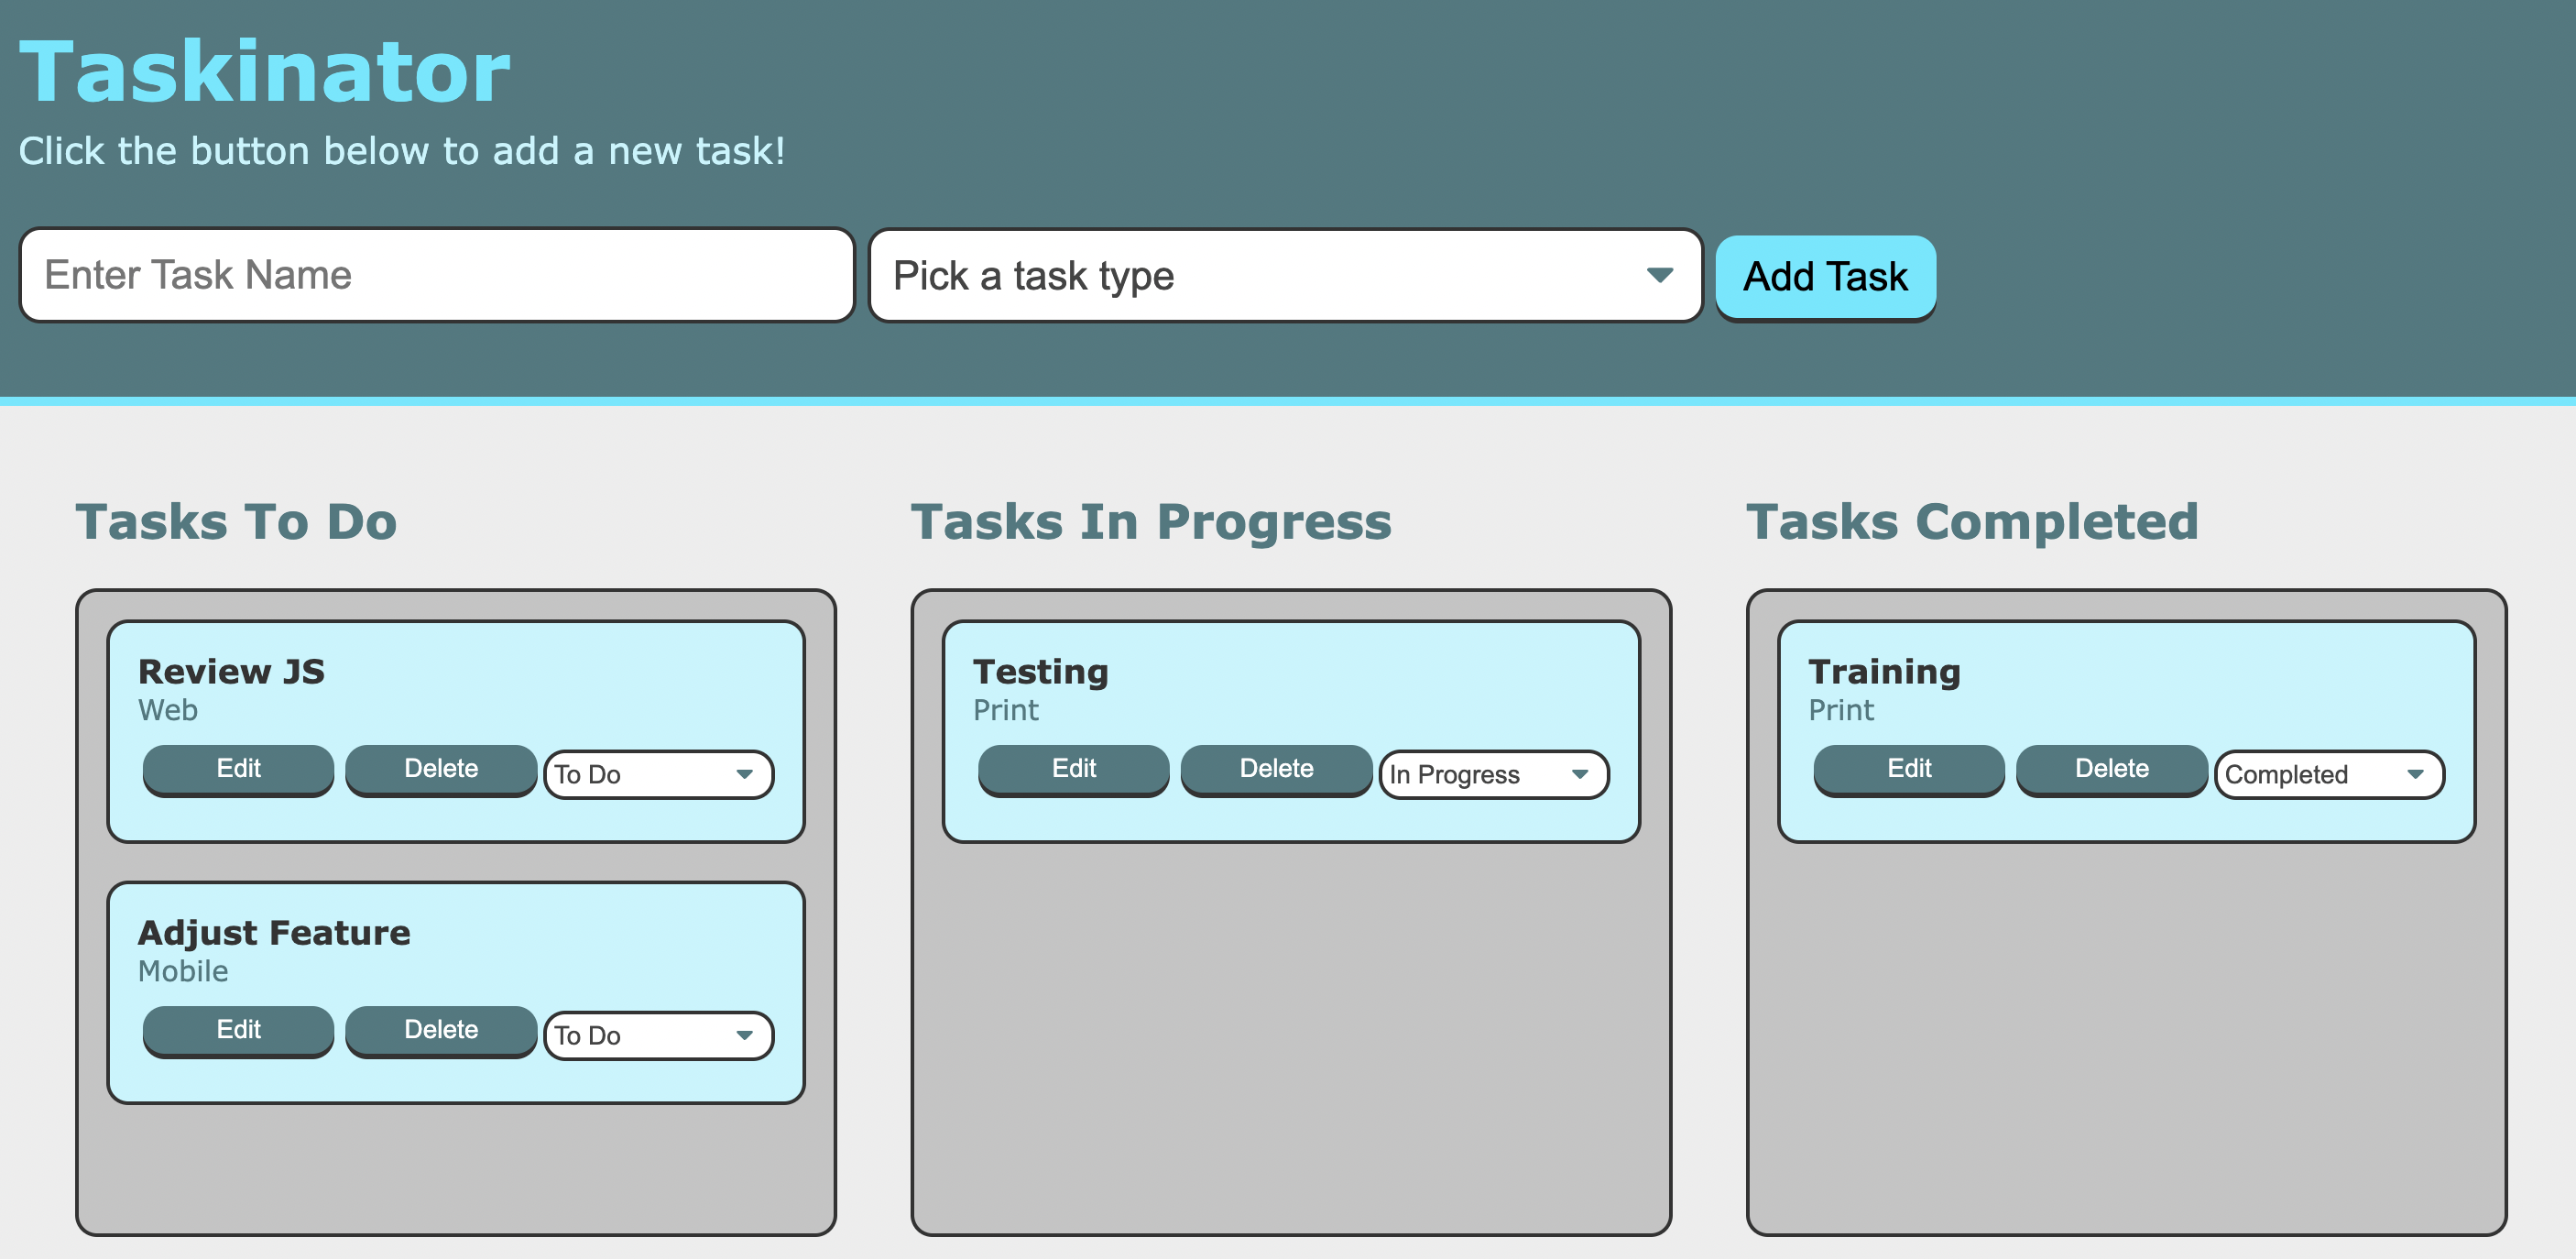 Taskinator
Click the button below to add a new task!
Enter Task Name
Pick a task type
Add Task
Tasks To Do
Review JS
Web
Edit Delete To Do
Adjust Feature
Mobile
Edit Delete To Do
Tasks In Progress
Testing
Print
Edit Delete In Progress
Tasks Completed
Training
Print
Edit Delete Completed